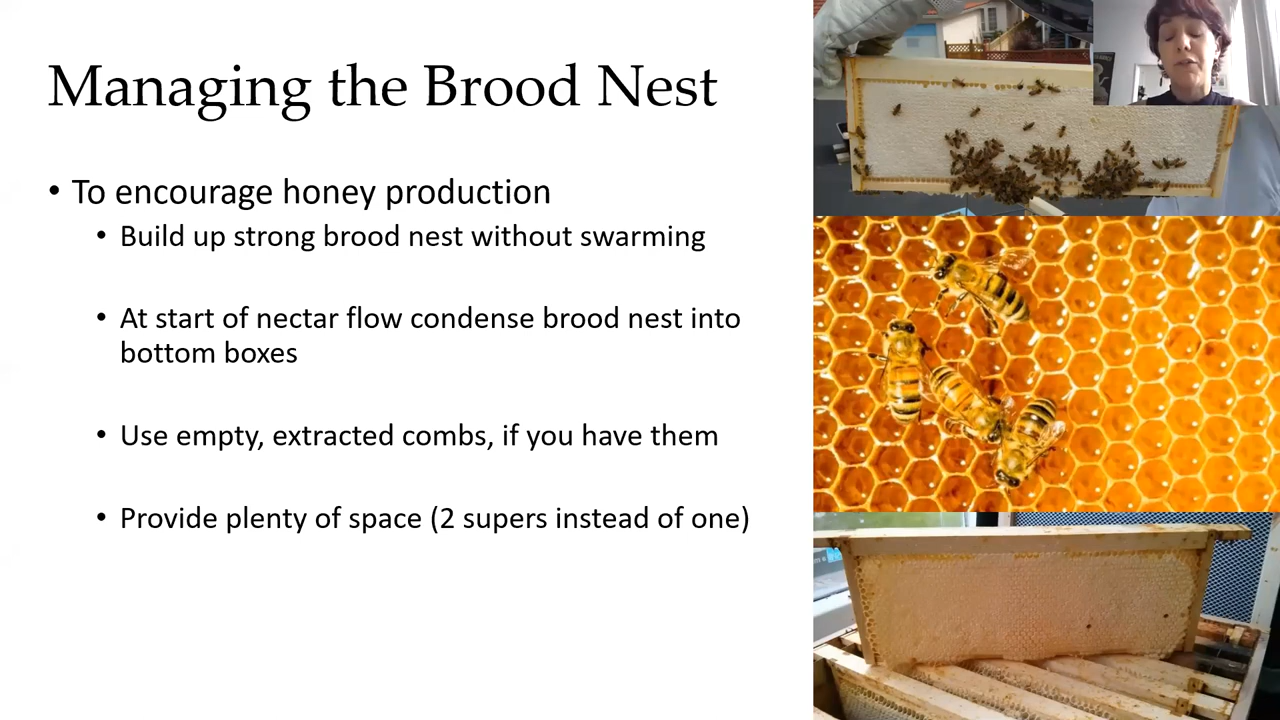 Managing the Brood Nest
• To encourage honey production
• Build up strong brood nest without swarming
• At start of nectar flow condense brood nest into
bottom boxes
• Use empty, extracted combs, if you have them
• Provide plenty of space (2 supers instead of one)